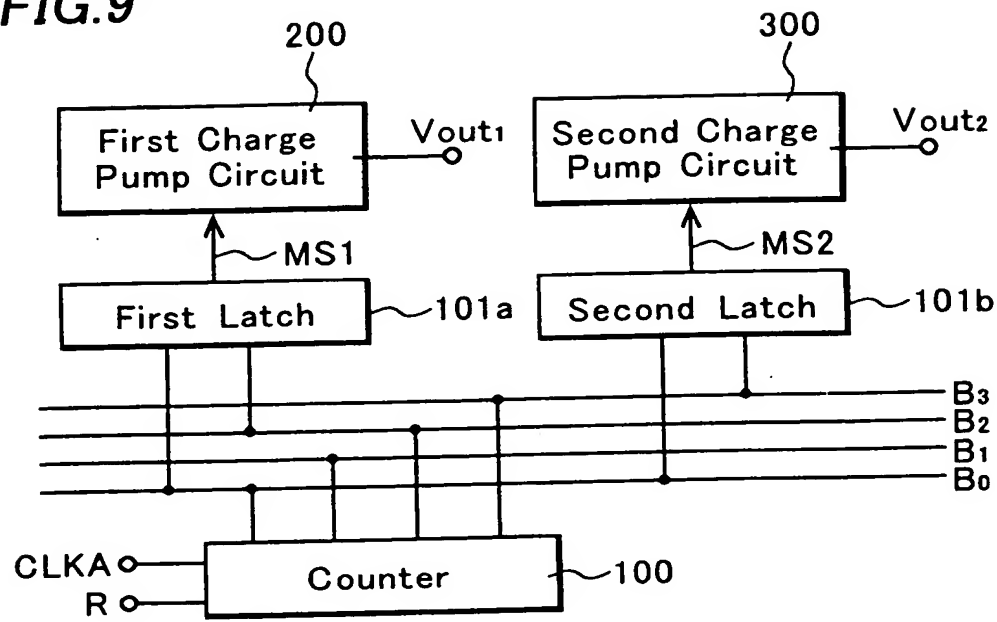 FIG.9
200
300
First Charge
Pump Circuit
Vout1
Second Charge
Pump Circuit
Vout2
MS1
MS2
First Latch
101a
Second Latch
101b
B3
B2
B1
B0
CLKA
R
Counter
100